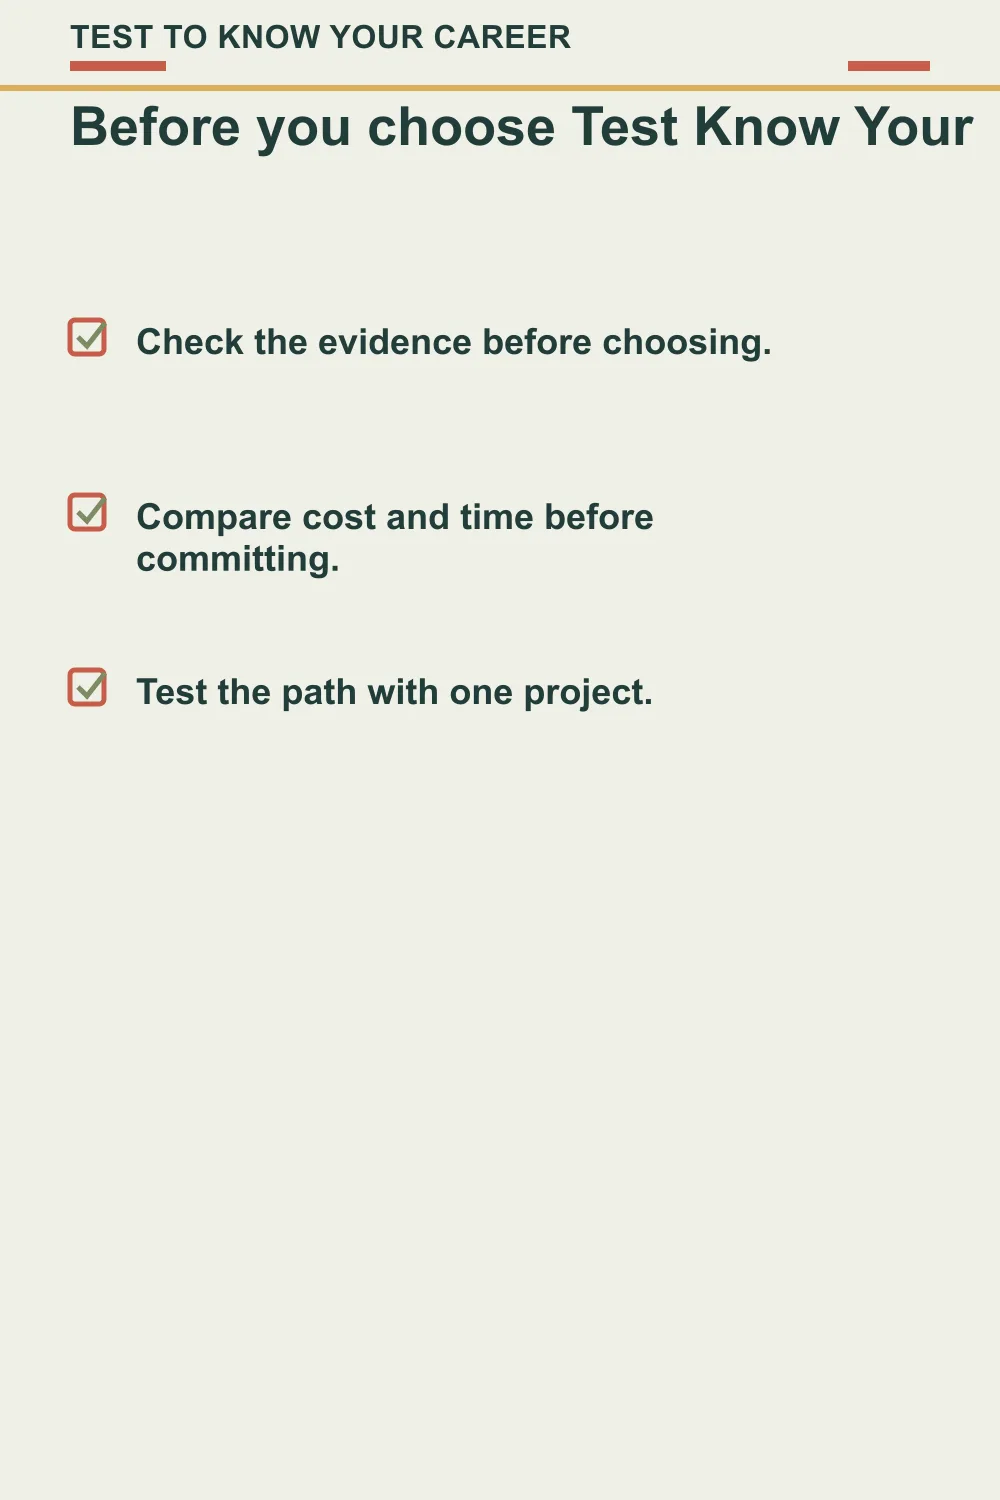 TEST TO KNOW YOUR CAREER
Before you choose Test Know Your
Check the evidence before choosing.
Compare cost and time before
committing.
Test the path with one project.